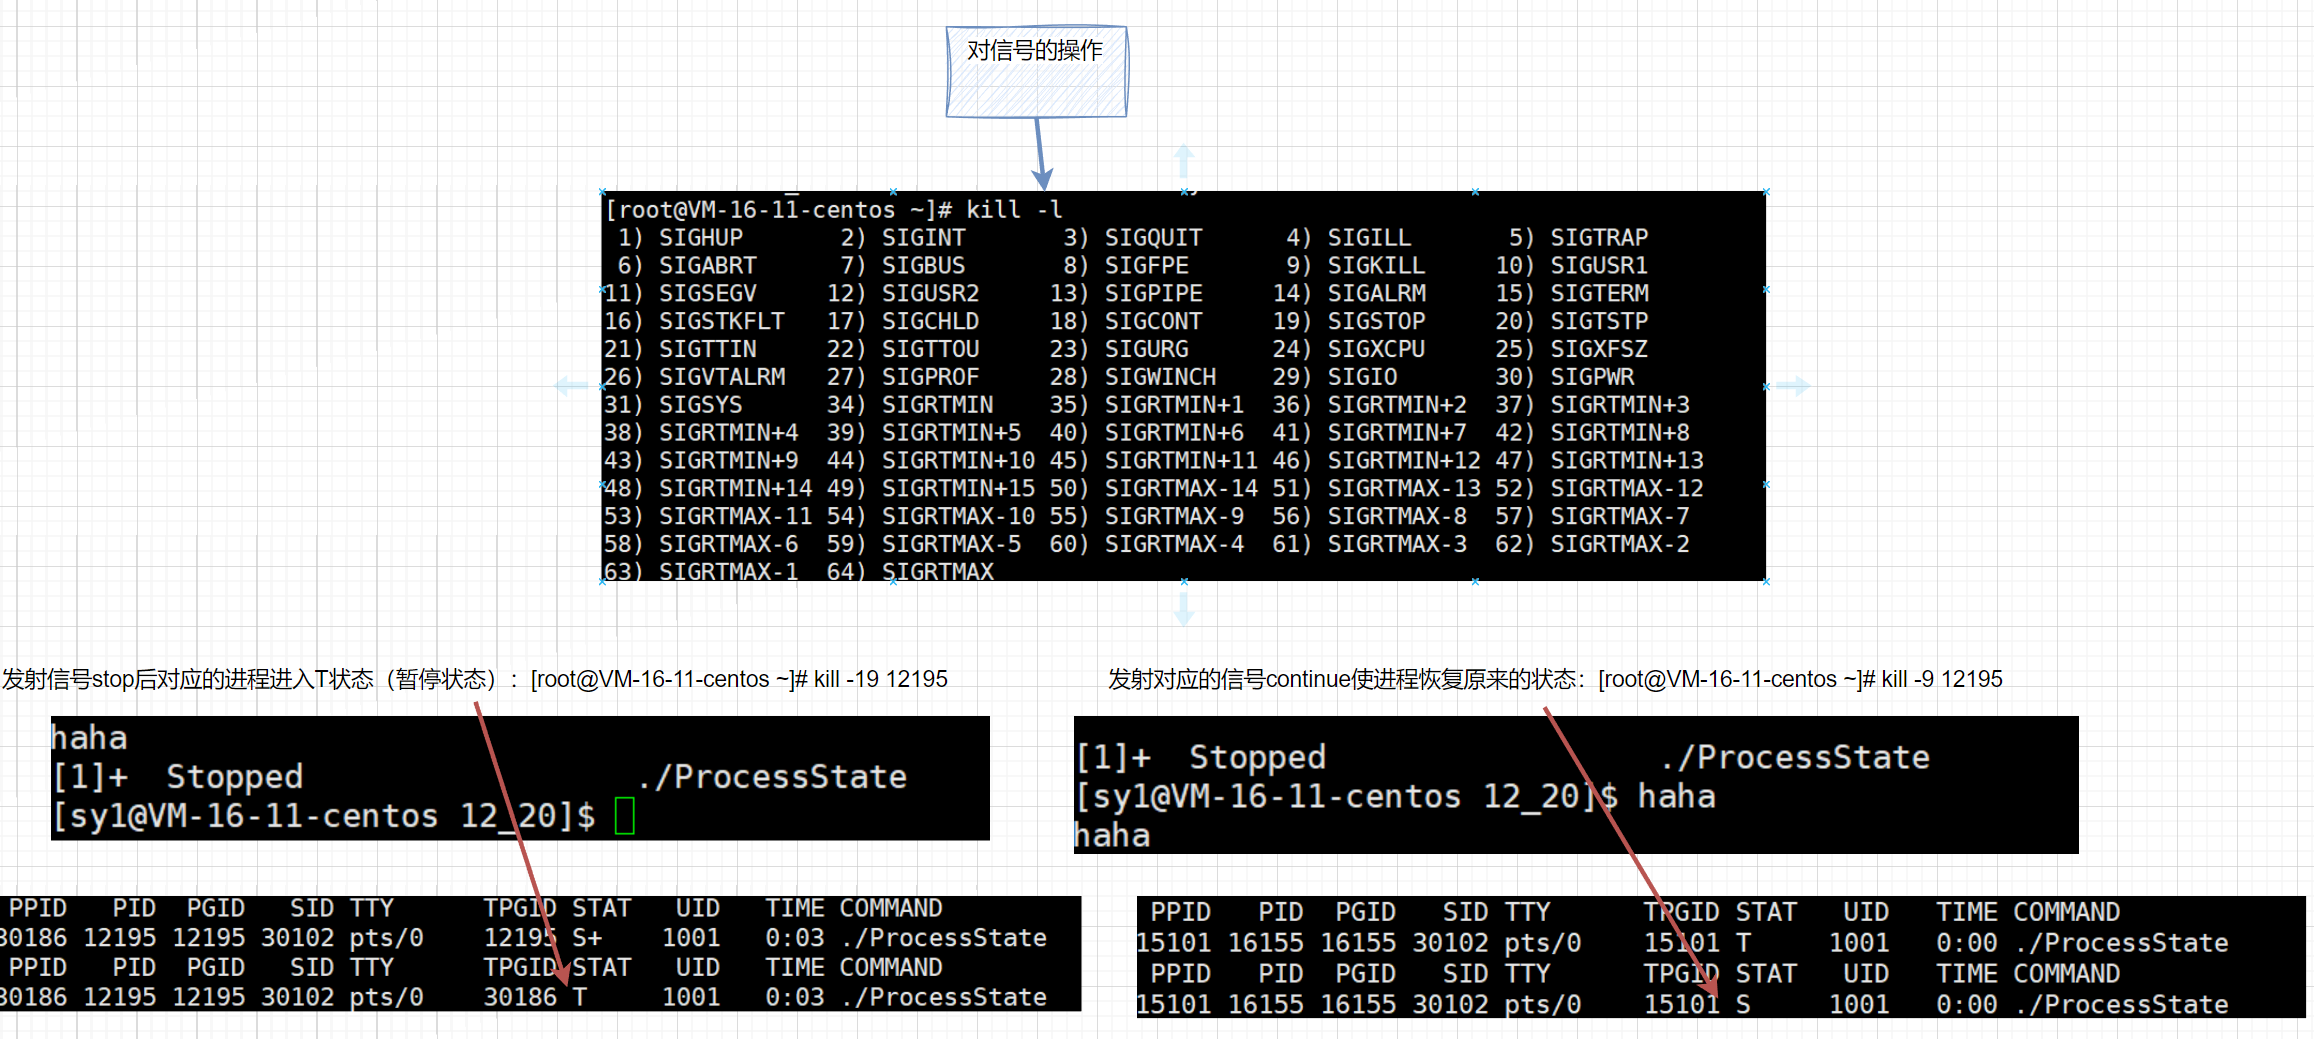 对信号的操作
[root@VM-16-11-centos ~]# kill -l
 1) SIGHUP       2) SIGINT       3) SIGQUIT      4) SIGILL       5) SIGTRAP
 6) SIGABRT      7) SIGBUS       8) SIGFPE       9) SIGKILL     10) SIGUSR1
11) SIGSEGV     12) SIGUSR2     13) SIGPIPE     14) SIGALRM     15) SIGTERM
16) SIGSTKFLT   17) SIGCHLD     18) SIGCONT     19) SIGSTOP     20) SIGTSTP
21) SIGTTIN     22) SIGTTOU     23) SIGURG      24) SIGXCPU     25) SIGXFSZ
26) SIGVTALRM   27) SIGPROF     28) SIGWINCH    29) SIGIO       30) SIGPWR
31) SIGSYS      34) SIGRTMIN    35) SIGRTMIN+1  36) SIGRTMIN+2  37) SIGRTMIN+3
38) SIGRTMIN+4  39) SIGRTMIN+5  40) SIGRTMIN+6  41) SIGRTMIN+7  42) SIGRTMIN+8
43) SIGRTMIN+9  44) SIGRTMIN+10 45) SIGRTMIN+11 46) SIGRTMIN+12 47) SIGRTMIN+13
48) SIGRTMIN+14 49) SIGRTMIN+15 50) SIGRTMAX-14 51) SIGRTMAX-13 52) SIGRTMAX-12
53) SIGRTMAX-11 54) SIGRTMAX-10 55) SIGRTMAX-9  56) SIGRTMAX-8  57) SIGRTMAX-7
58) SIGRTMAX-6  59) SIGRTMAX-5  60) SIGRTMAX-4  61) SIGRTMAX-3  62) SIGRTMAX-2
63) SIGRTMAX-1  64) SIGRTMAX
发射信号stop后对应的进程进入T状态（暂停状态）：[root@VM-16-11-centos ~]# kill -19 12195
haha
[1]+  Stopped                 ./ProcessState
[sy1@VM-16-11-centos 12_20]$
PPID   PID  PGID   SID TTY      TPGID STAT   UID   TIME COMMAND
30186 12195 12195 30102 pts/0    12195 S+    1001   0:03 ./ProcessState
PPID   PID  PGID   SID TTY      TPGID STAT   UID   TIME COMMAND
30186 12195 12195 30102 pts/0    30186 T     1001   0:03 ./ProcessState
发射对应的信号continue使进程恢复原来的状态：[root@VM-16-11-centos ~]# kill -9 12195
[1]+  Stopped                 ./ProcessState
[sy1@VM-16-11-centos 12_20]$ haha
haha
PPID   PID  PGID   SID TTY      TPGID STAT   UID   TIME COMMAND
15101 16155 16155 30102 pts/0    15101 T     1001   0:00 ./ProcessState
PPID   PID  PGID   SID TTY      TPGID STAT   UID   TIME COMMAND
15101 16155 16155 30102 pts/0    15101 S     1001   0:00 ./ProcessState